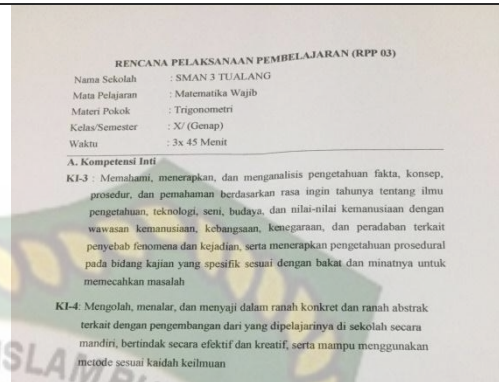 RENCANA PELAKSANAAN PEMBELAJARAN (RPP 03)
Nama Sekolah : SMAN 3 TUALANG
Mata Pelajaran : Matematika Wajib
Materi Pokok : Trigonometri
Kelas/Semester : X/ (Genap)
Waktu : 3x 45 Menit
A. Kompetensi Inti
KI-3 : Memahami, menerapkan, dan menganalisis pengetahuan fakta, konsep,
prosedur, dan pemahaman berdasarkan rasa ingin tahunya tentang ilmu
pengetahuan, teknologi, seni, budaya, dan nilai-nilai kemanusiaan dengan
wawasan kemanusiaan, kebangsaan, kenegaraan, dan peradaban terkait
penyebab fenomena dan kejadian, serta menerapkan pengetahuan prosedural
pada bidang kajian yang spesifik sesuai dengan bakat dan minatnya untuk
memecahkan masalah
KI-4: Mengolah, menalar, dan menyaji dalam ranah konkret dan ranah abstrak
terkait dengan pengembangan dari yang dipelajarinya di sekolah secara
mandiri, bertindak secara efektif dan kreatif, serta mampu menggunakan
metode sesuai kaidah keilmuan